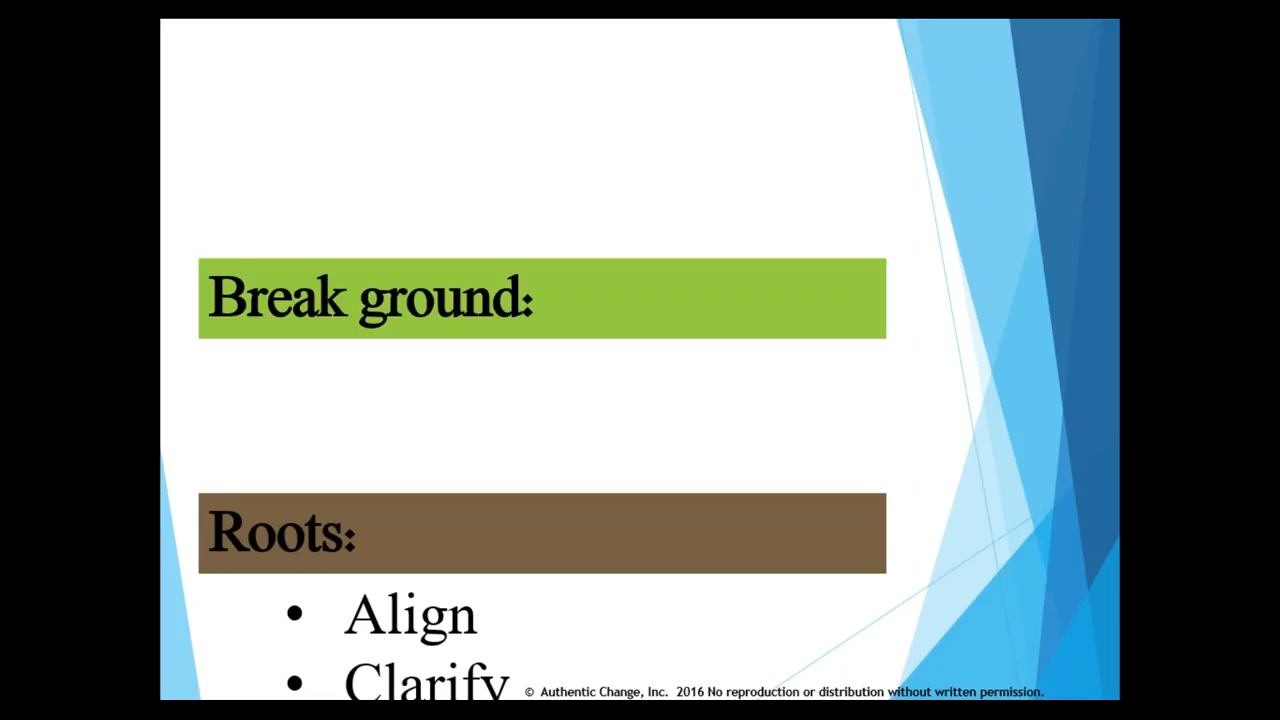 Break ground:
Roots:
• Align
• Clarify
© Authentic Change, Inc. 2016 No reproduction or distribution without written permission.